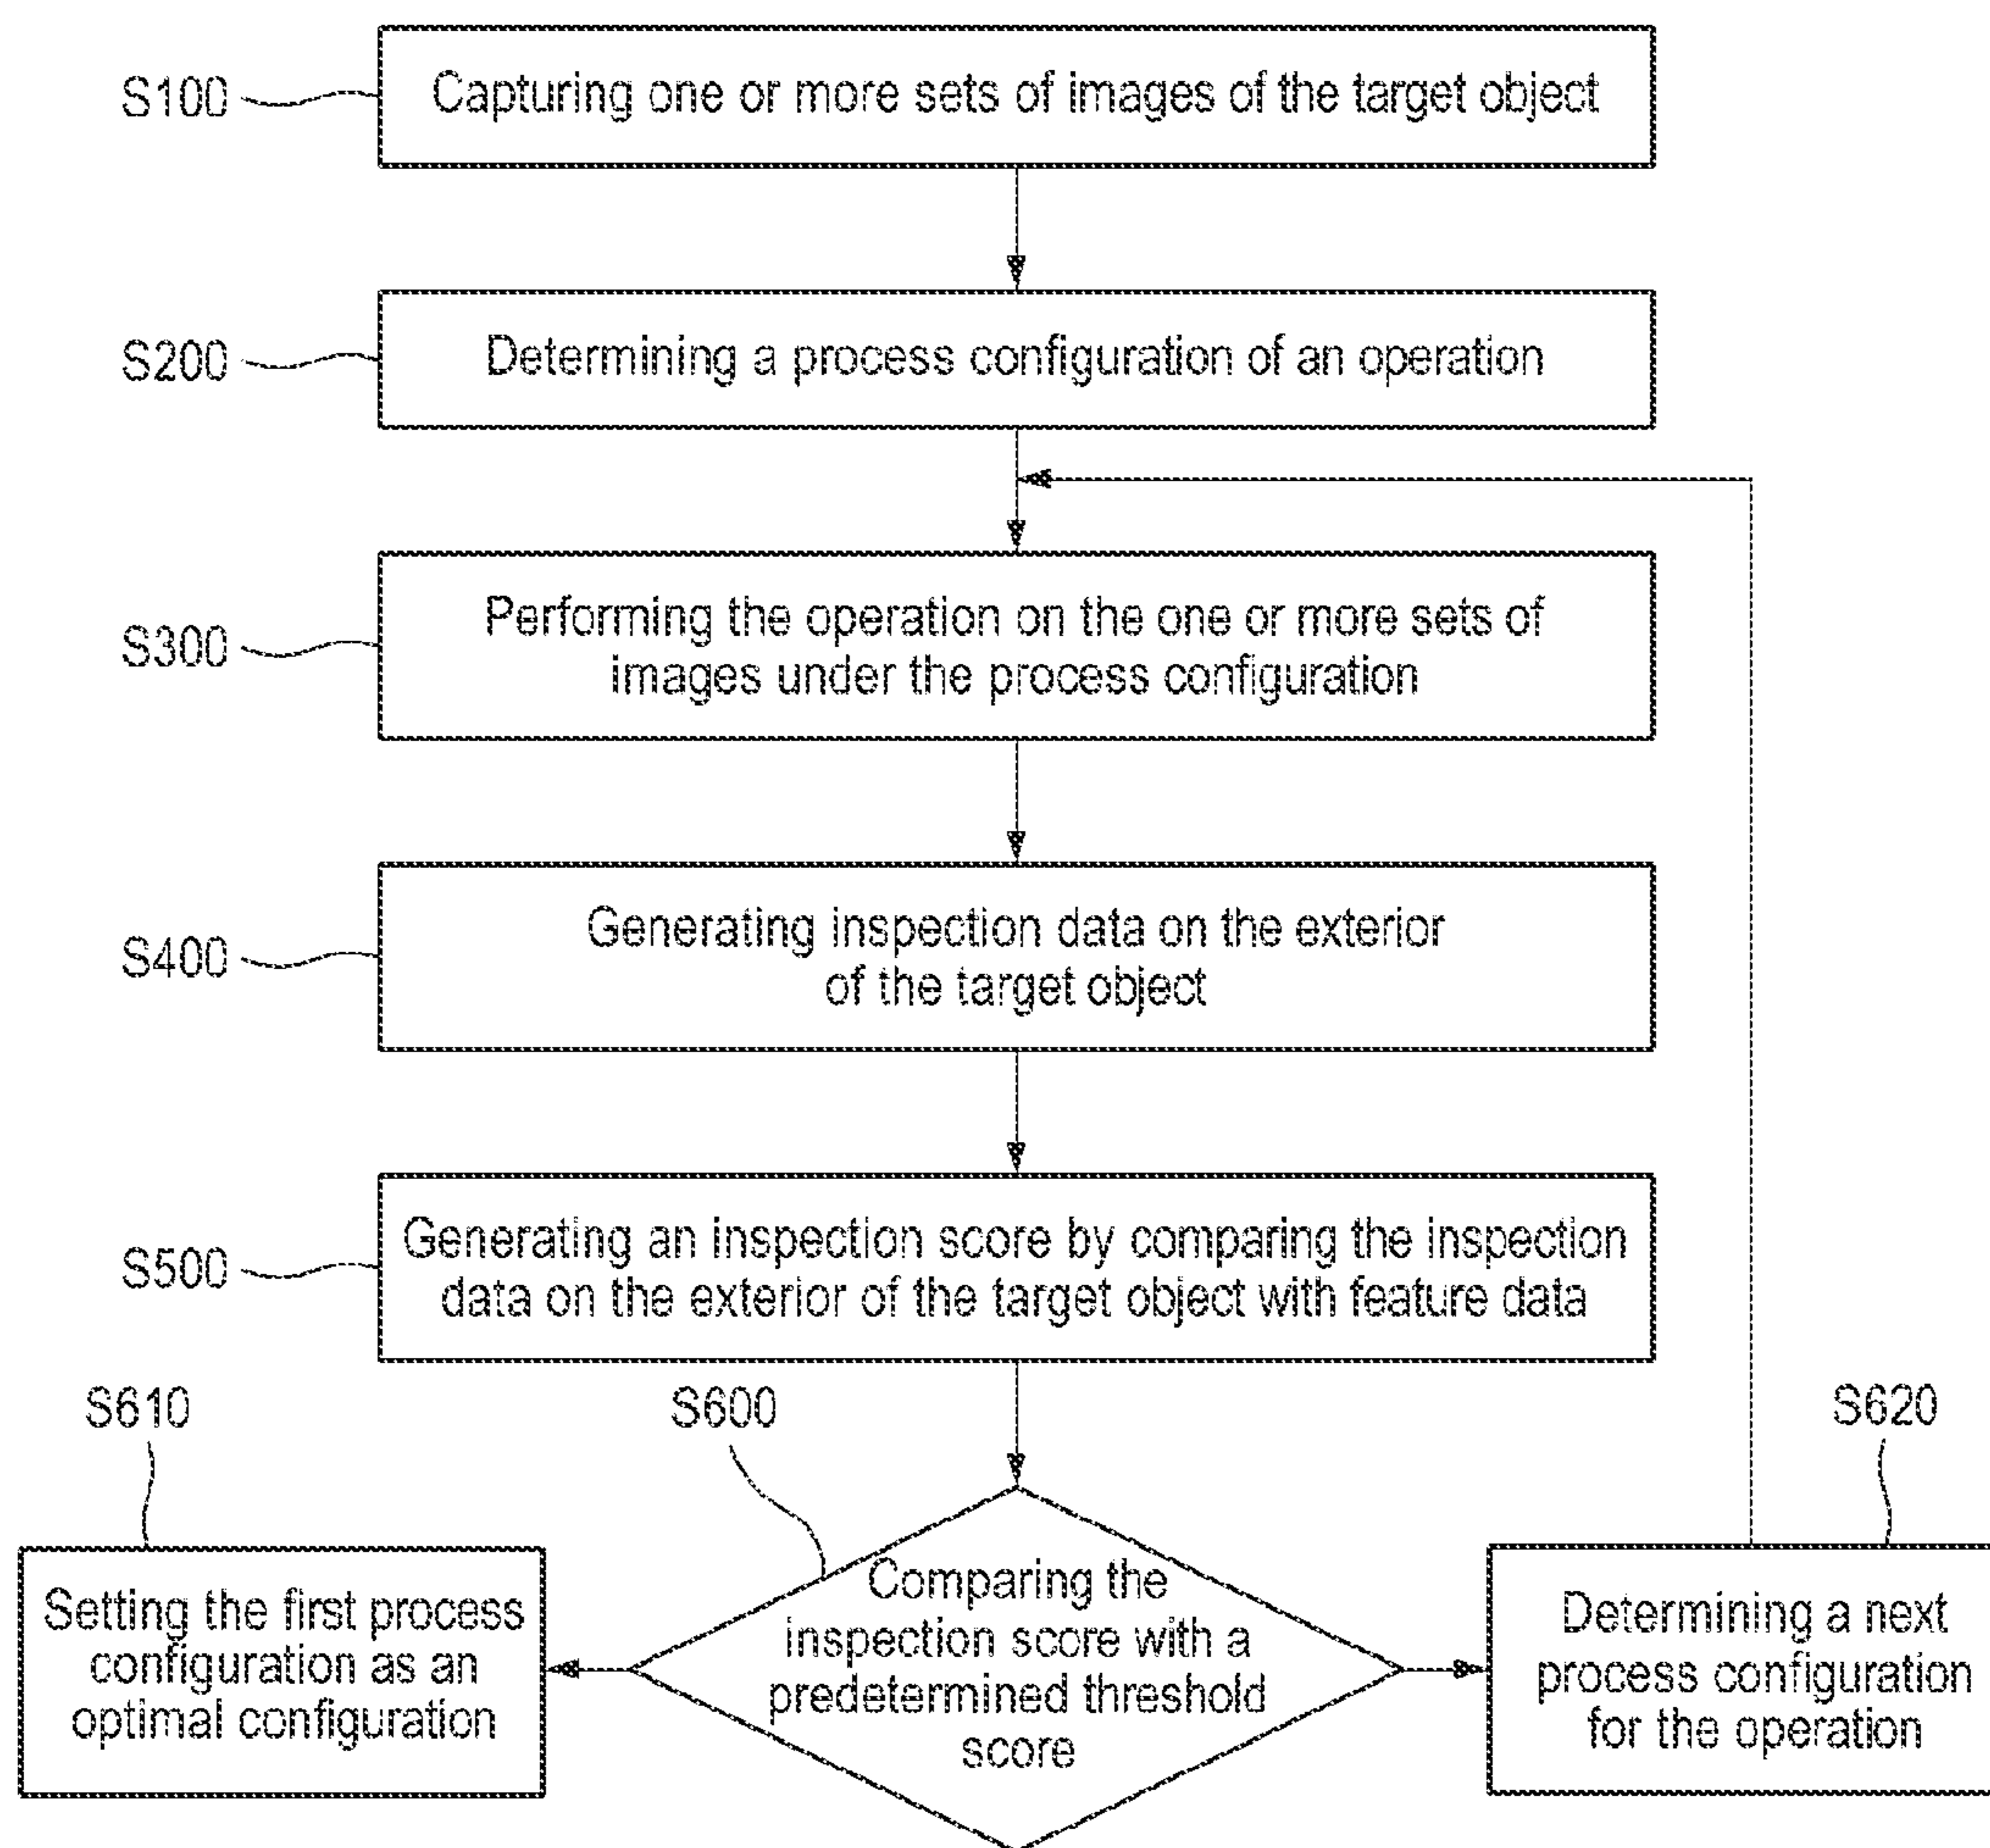 S100
Capturing one or more sets of images of the target object
S200
Determining a process configuration of an operation
S300
Performing the operation on the one or more sets of
images under the process configuration
S400
Generating inspection data on the exterior
of the target object
S500
Generating an inspection score by comparing the inspection
data on the exterior of the target object with feature data
S610
S600
S620
Setting the first process
configuration as an
optimal configuration
Comparing the
inspection score with a
predetermined threshold
score
Determining a next
process configuration
for the operation